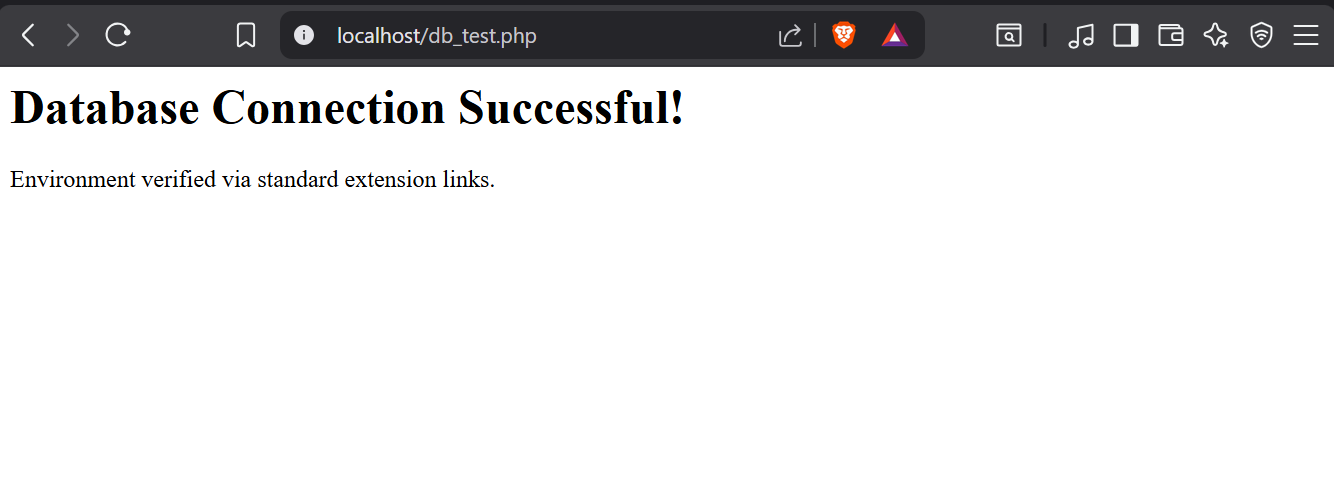 localhost/db_test.php
Database Connection Successful!
Environment verified via standard extension links.